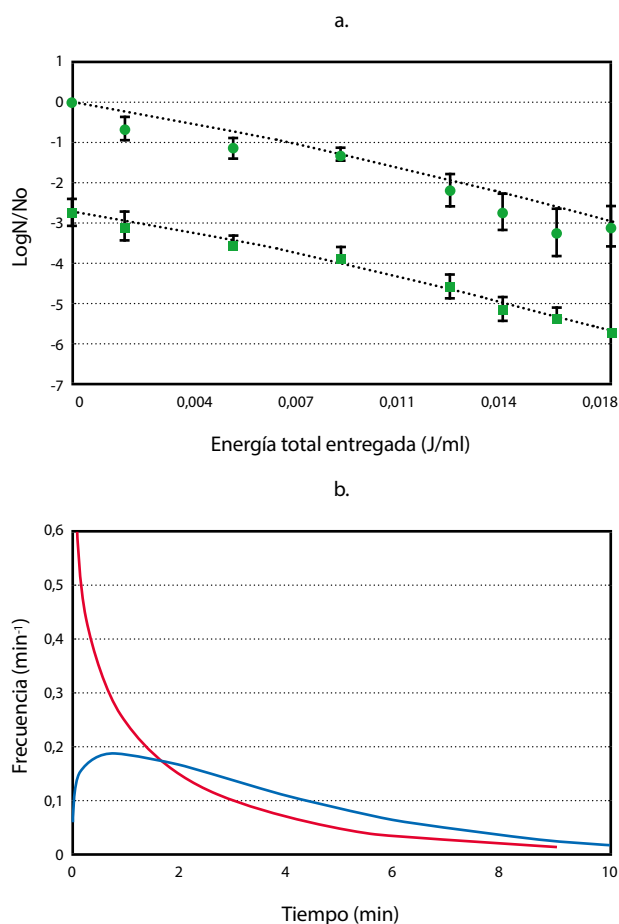 a.
1
0
-1
-2
-3
-4
-5
-6
-7
LogN/No
0 0,004 0,007 0,011 0,014 0,018
Energía total entregada (J/ml)
b.
0,6
0,5
0,4
0,3
0,2
0,1
0
Frecuencia (min-1)
0 2 4 6 8 10
Tiempo (min)